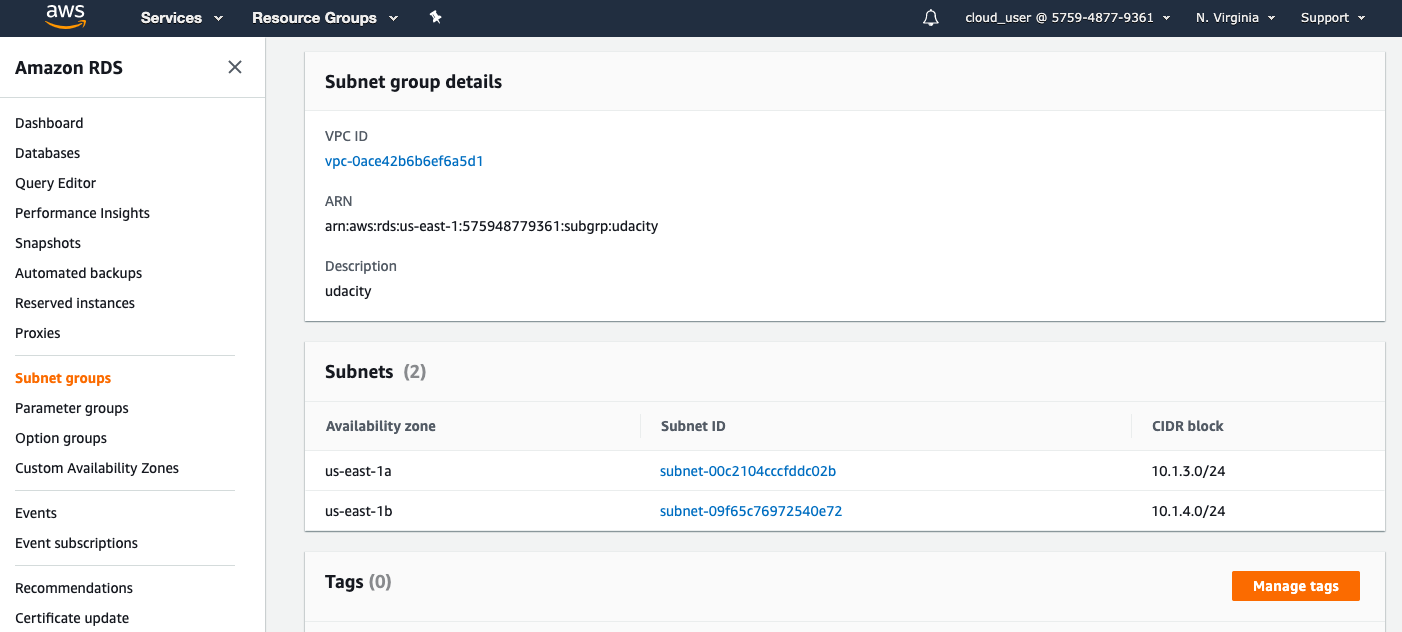 aws Services Resource Groups cloud_user @ 5759-4877-9361 N. Virginia Support
Amazon RDS
Dashboard
Databases
Query Editor
Performance Insights
Snapshots
Automated backups
Reserved instances
Proxies
Subnet groups
Parameter groups
Option groups
Custom Availability Zones
Events
Event subscriptions
Recommendations
Certificate update
Subnet group details
VPC ID
vpc-0ace42b6b6ef6a5d1
ARN
arn:aws:rds:us-east-1:575948779361:subgrp:udacity
Description
udacity
Subnets (2)
Availability zone Subnet ID CIDR block
us-east-1a subnet-00c2104cccfddc02b 10.1.3.0/24
us-east-1b subnet-09f65c76972540e72 10.1.4.0/24
Tags (0) Manage tags